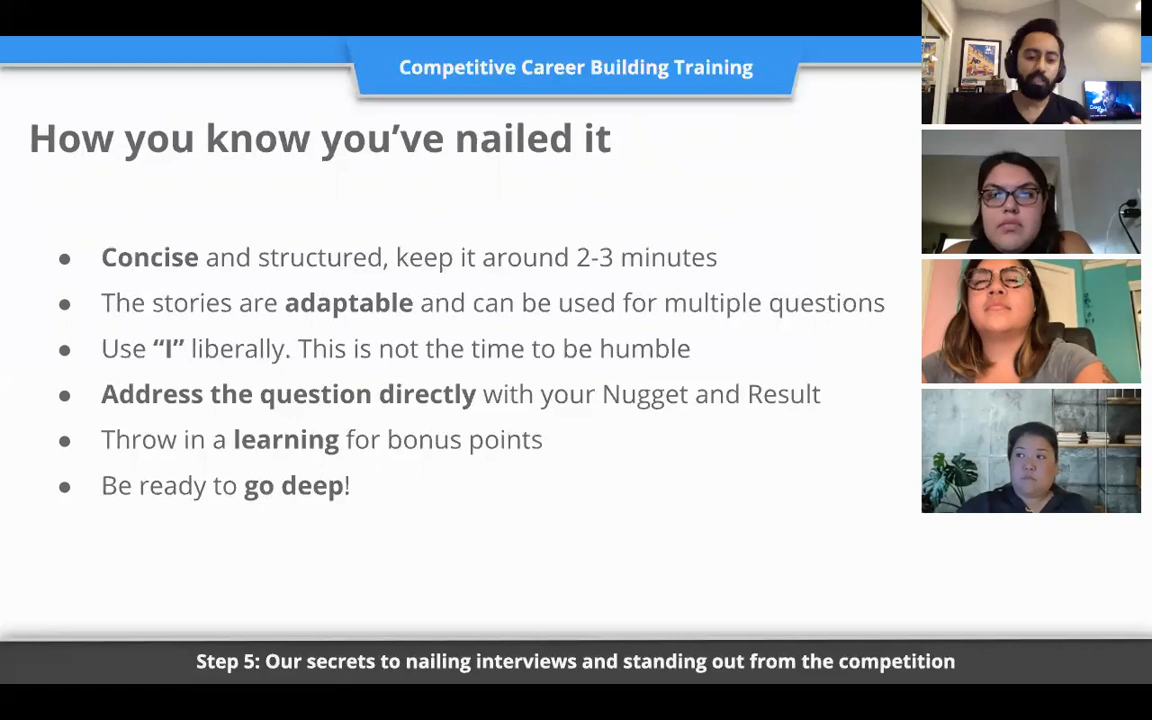 Competitive Career Building Training
How you know you've nailed it
● Concise and structured, keep it around 2-3 minutes
● The stories are adaptable and can be used for multiple questions
● Use “I” liberally. This is not the time to be humble
● Address the question directly with your Nugget and Result
● Throw in a learning for bonus points
● Be ready to go deep!
Step 5: Our secrets to nailing interviews and standing out from the competition